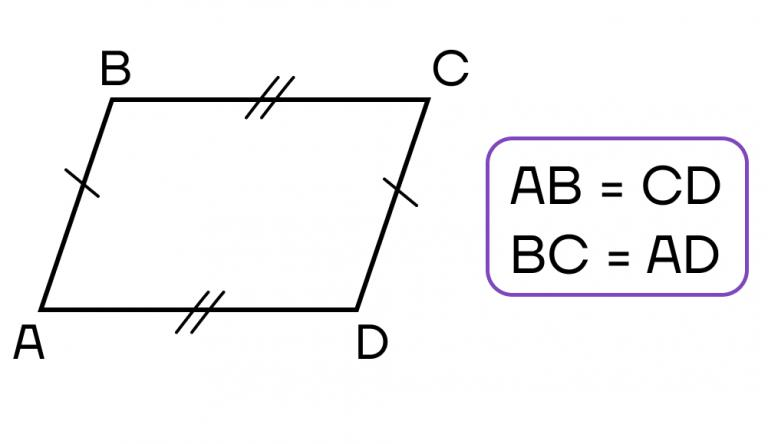 B
C
AB = CD
BC = AD
A
D